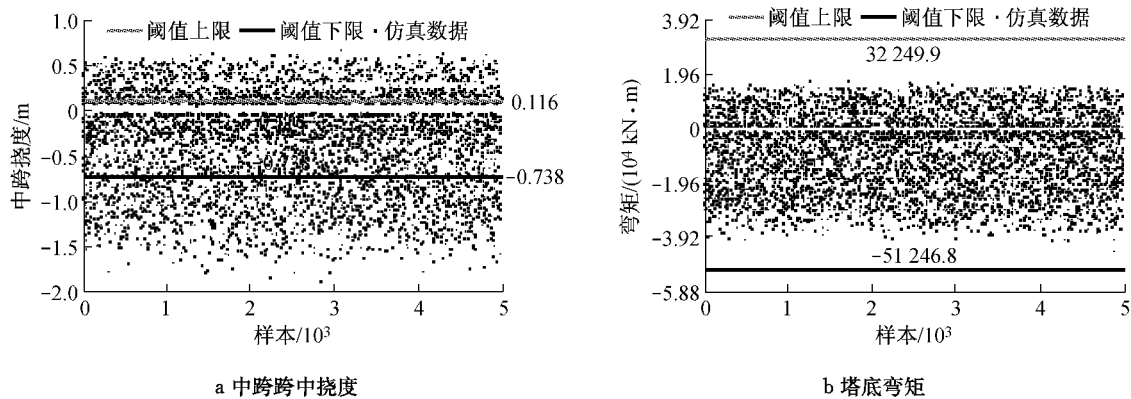 阈值上限 阈值下限 · 仿真数据
1.0
0.5
0
-0.5
-1.0
-1.5
-2.0
中跨挠度/m
0.116
-0.738
0 1 2 3 4 5
样本/10³
a 中跨跨中挠度
阈值上限 阈值下限 · 仿真数据
3.92
1.96
0
-1.96
-3.92
-5.88
弯矩/(10⁴ kN·m)
32 249.9
-51 246.8
0 1 2 3 4 5
样本/10³
b 塔底弯矩